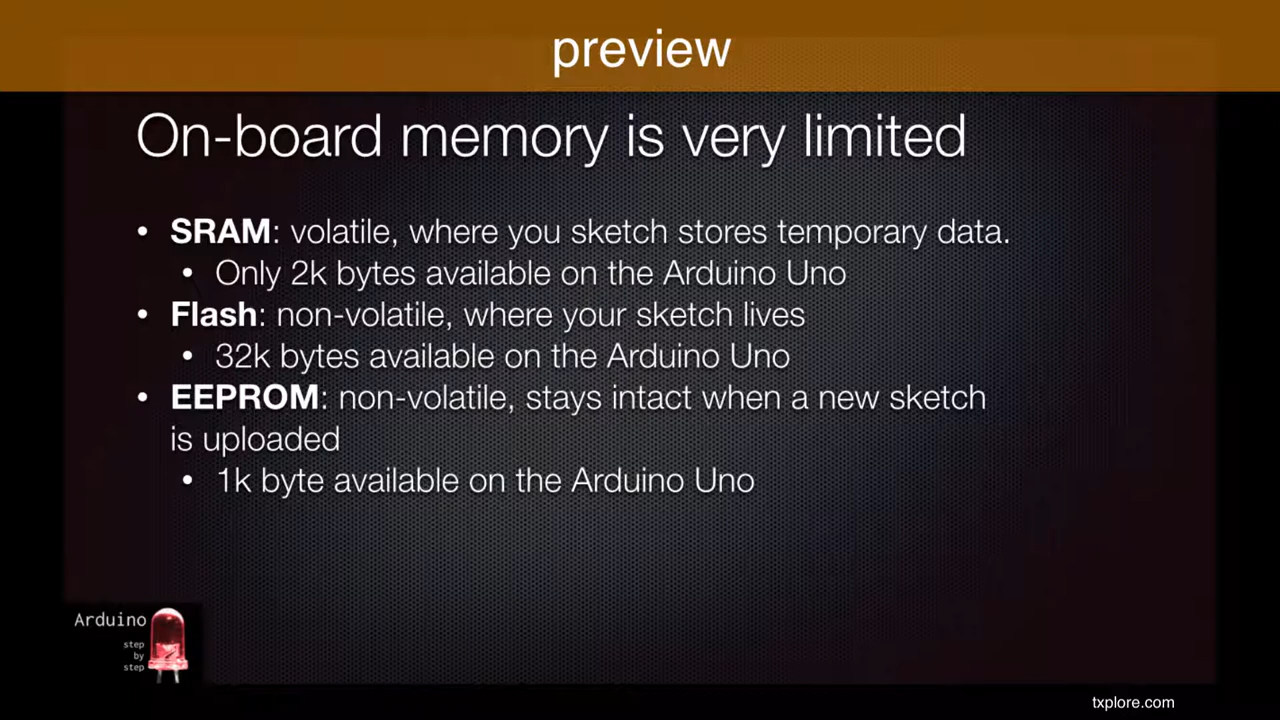 preview
On-board memory is very limited
• SRAM: volatile, where you sketch stores temporary data.
• Only 2k bytes available on the Arduino Uno
• Flash: non-volatile, where your sketch lives
• 32k bytes available on the Arduino Uno
• EEPROM: non-volatile, stays intact when a new sketch
is uploaded
• 1k byte available on the Arduino Uno
Arduino
step
by
step
txplore.com